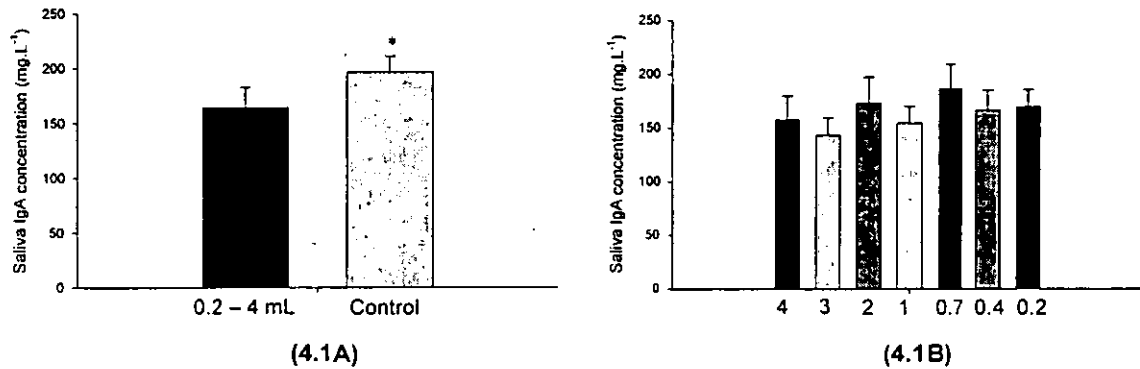 Saliva IgA concentration (mg.L⁻¹)
250
200
150
100
50
0
*
0.2 – 4 mL Control
(4.1A)
Saliva IgA concentration (mg.L⁻¹)
250
200
150
100
50
0
4 3 2 1 0.7 0.4 0.2
(4.1B)